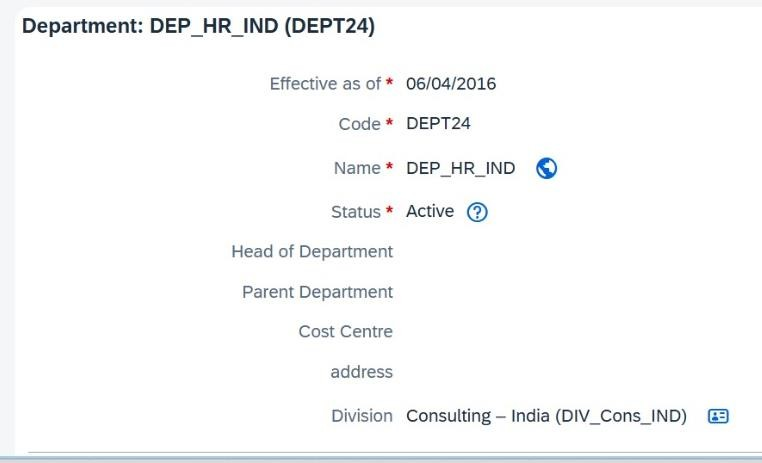 Department: DEP_HR_IND (DEPT24)
Effective as of * 06/04/2016
Code * DEPT24
Name * DEP_HR_IND
Status * Active ?
Head of Department
Parent Department
Cost Centre
address
Division Consulting – India (DIV_Cons_IND)